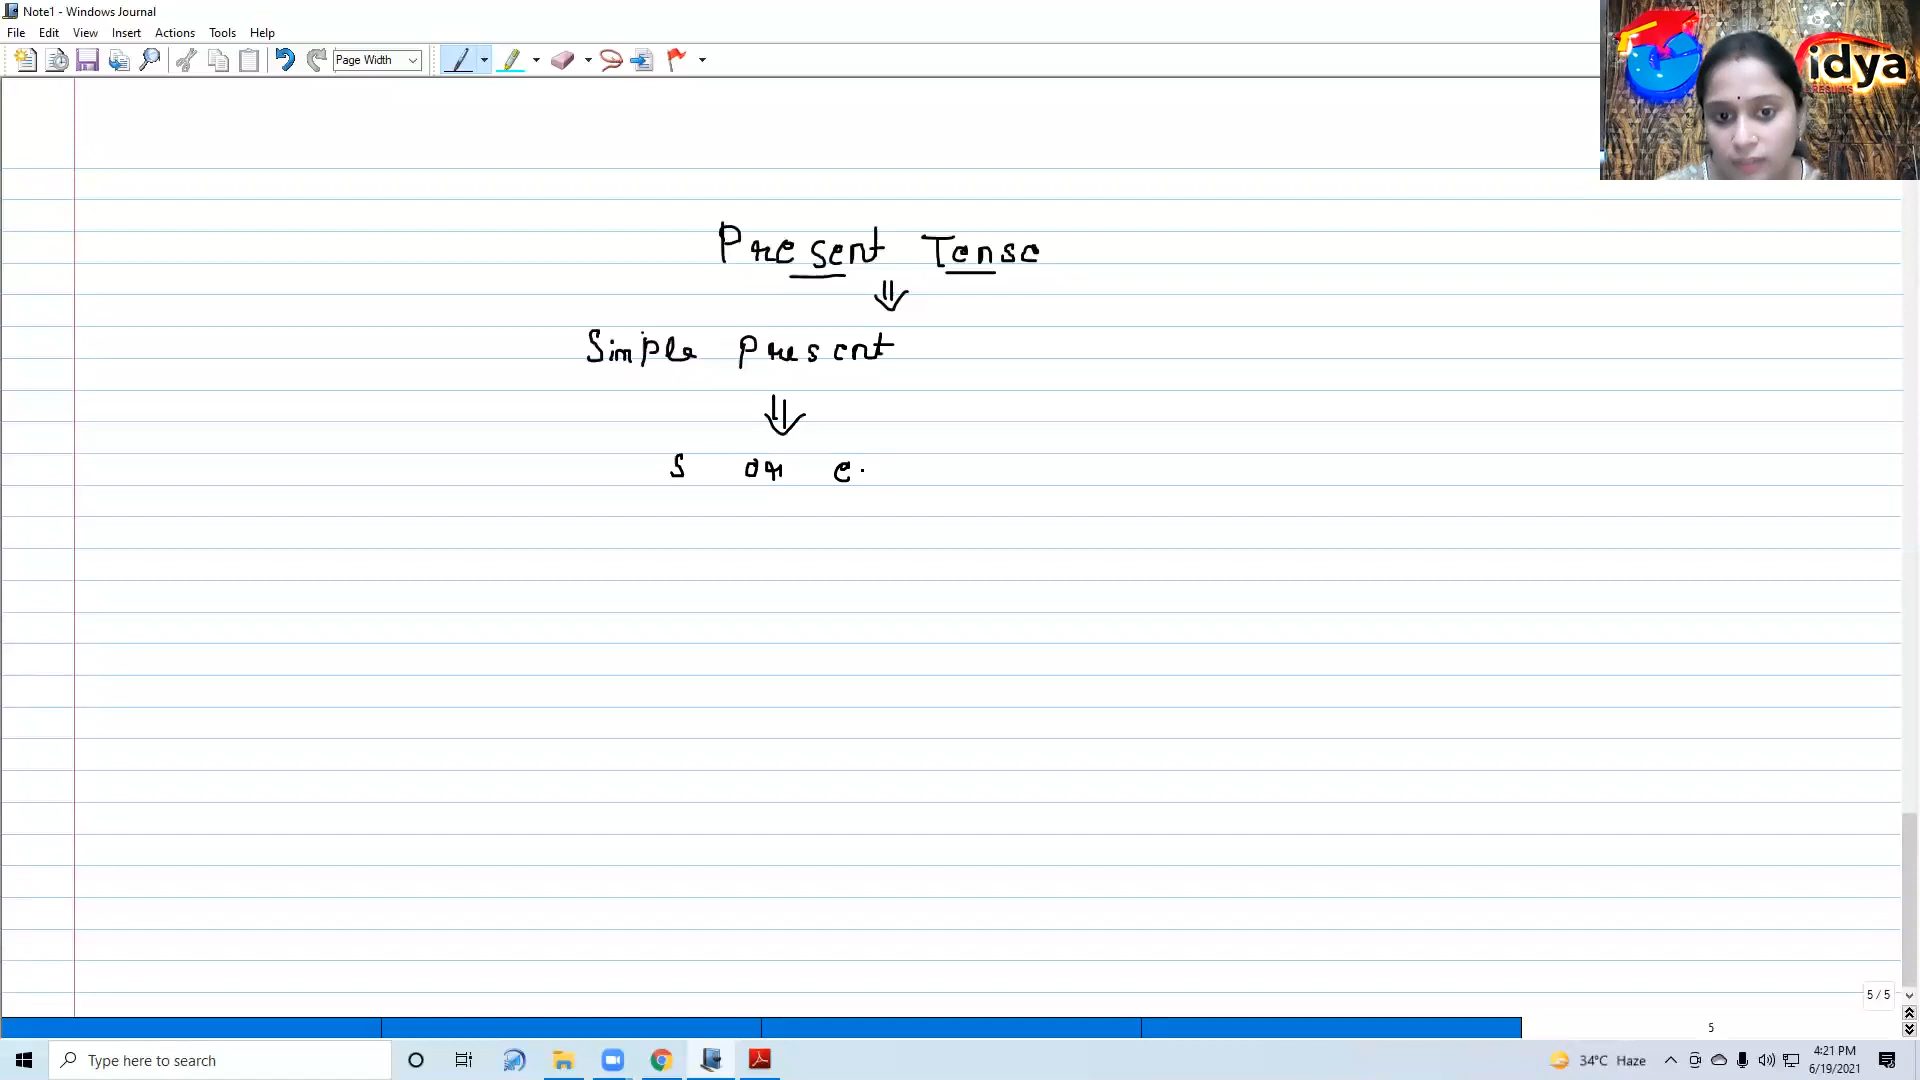 Note1 - Windows Journal
File Edit View Insert Actions Tools Help
Page Width
idya
Present Tense
Simple Present
s or e
5 / 5
5
Type here to search
34°C Haze
4:21 PM
6/19/2021